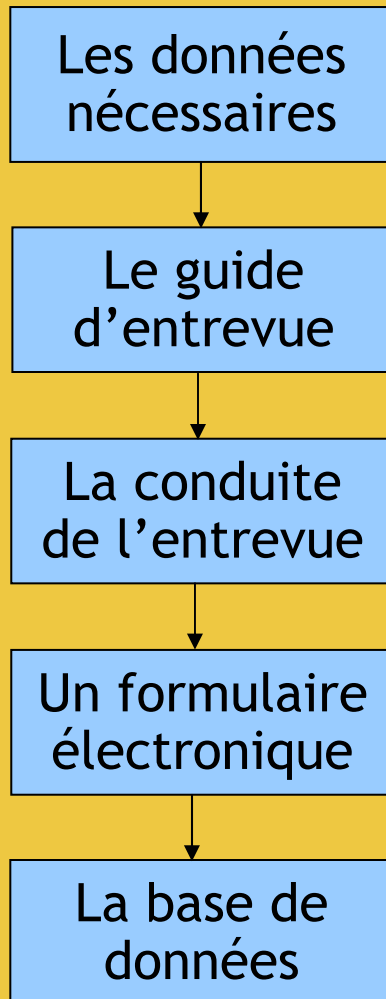 Les données
nécessaires
Le guide
d’entrevue
La conduite
de l’entrevue
Un formulaire
électronique
La base de
données